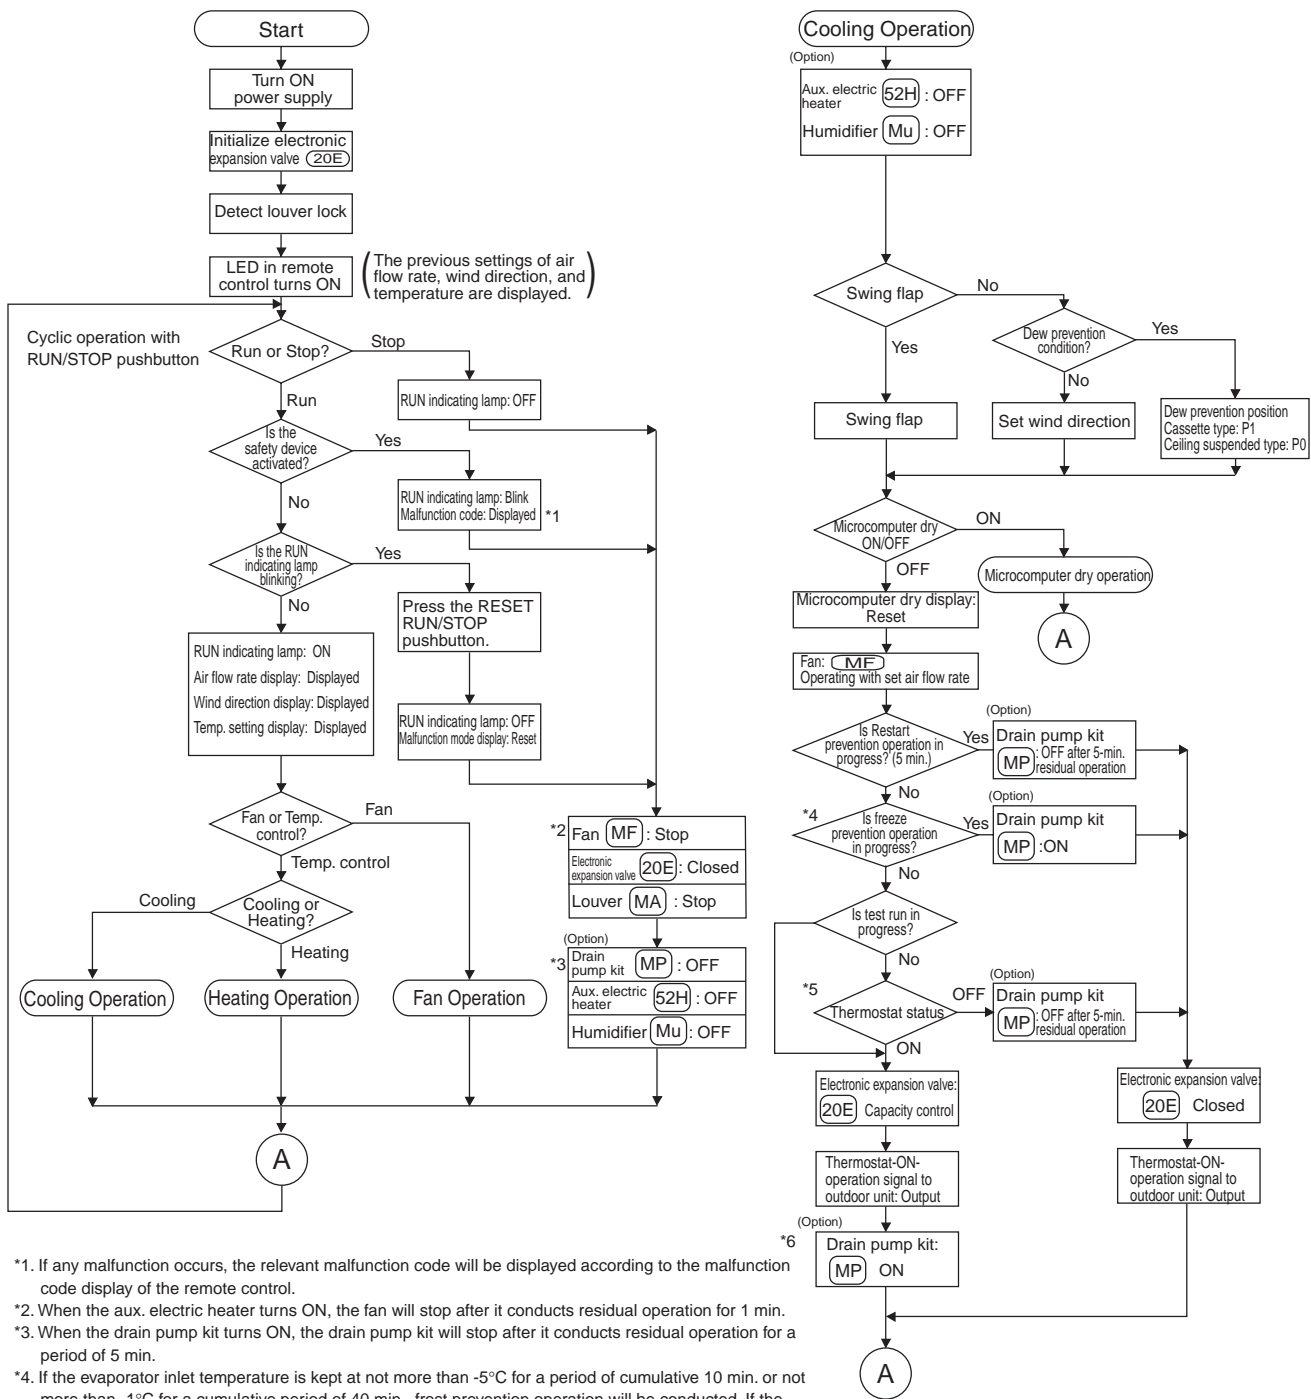 Start
Turn ON
power supply
Initialize electronic
expansion valve 20E
Detect louver lock
LED in remote
control turns ON
(The previous settings of air
flow rate, wind direction, and
temperature are displayed.)
Cyclic operation with
RUN/STOP pushbutton
Run or Stop?
Stop
RUN indicating lamp: OFF
Run
Is the
safety device
activated?
Yes
RUN indicating lamp: Blink
Malfunction code: Displayed
*1
No
Is the RUN
indicating lamp
blinking?
Yes
Press the RESET
RUN/STOP
pushbutton.
No
RUN indicating lamp: ON
Air flow rate display: Displayed
Wind direction display: Displayed
Temp. setting display: Displayed
RUN indicating lamp: OFF
Malfunction mode display: Reset
Fan or Temp.
control?
Fan
Temp. control
Cooling or
Heating?
Cooling
Heating
Cooling Operation
Heating Operation
Fan Operation
*2
Fan MF : Stop
Electronic
expansion valve 20E : Closed
Louver MA : Stop
(Option)
*3
Drain
pump kit MP : OFF
Aux. electric
heater 52H : OFF
Humidifier Mu : OFF
A
Cooling Operation
(Option)
Aux. electric
heater 52H : OFF
Humidifier Mu : OFF
Swing flap
No
Yes
Dew prevention
condition?
Yes
No
Swing flap
Set wind direction
Dew prevention position
Cassette type: P1
Ceiling suspended type: P0
Microcomputer dry
ON/OFF
ON
OFF
Microcomputer dry operation
A
Microcomputer dry display:
Reset
Fan: MF
Operating with set air flow rate
Is Restart
prevention operation in
progress? (5 min.)
Yes
(Option)
Drain pump kit
MP : OFF after 5-min.
residual operation
No
*4
Is freeze
prevention operation
in progress?
Yes
(Option)
Drain pump kit
MP :ON
No
Is test run in
progress?
No
*5
Thermostat status
OFF
(Option)
Drain pump kit
MP : OFF after 5-min.
residual operation
ON
Electronic expansion valve:
20E Capacity control
Electronic expansion valve:
20E Closed
Thermostat-ON-
operation signal to
outdoor unit: Output
Thermostat-ON-
operation signal to
outdoor unit: Output
(Option)
*6
Drain pump kit:
MP ON
A
*1. If any malfunction occurs, the relevant malfunction code will be displayed according to the malfunction
code display of the remote control.
*2. When the aux. electric heater turns ON, the fan will stop after it conducts residual operation for 1 min.
*3. When the drain pump kit turns ON, the drain pump kit will stop after it conducts residual operation for a
period of 5 min.
*4. If the evaporator inlet temperature is kept at not more than -5°C for a period of cumulative 10 min. or not
more than -1°C for a cumulative period of 40 min., frost prevention operation will be conducted. If the